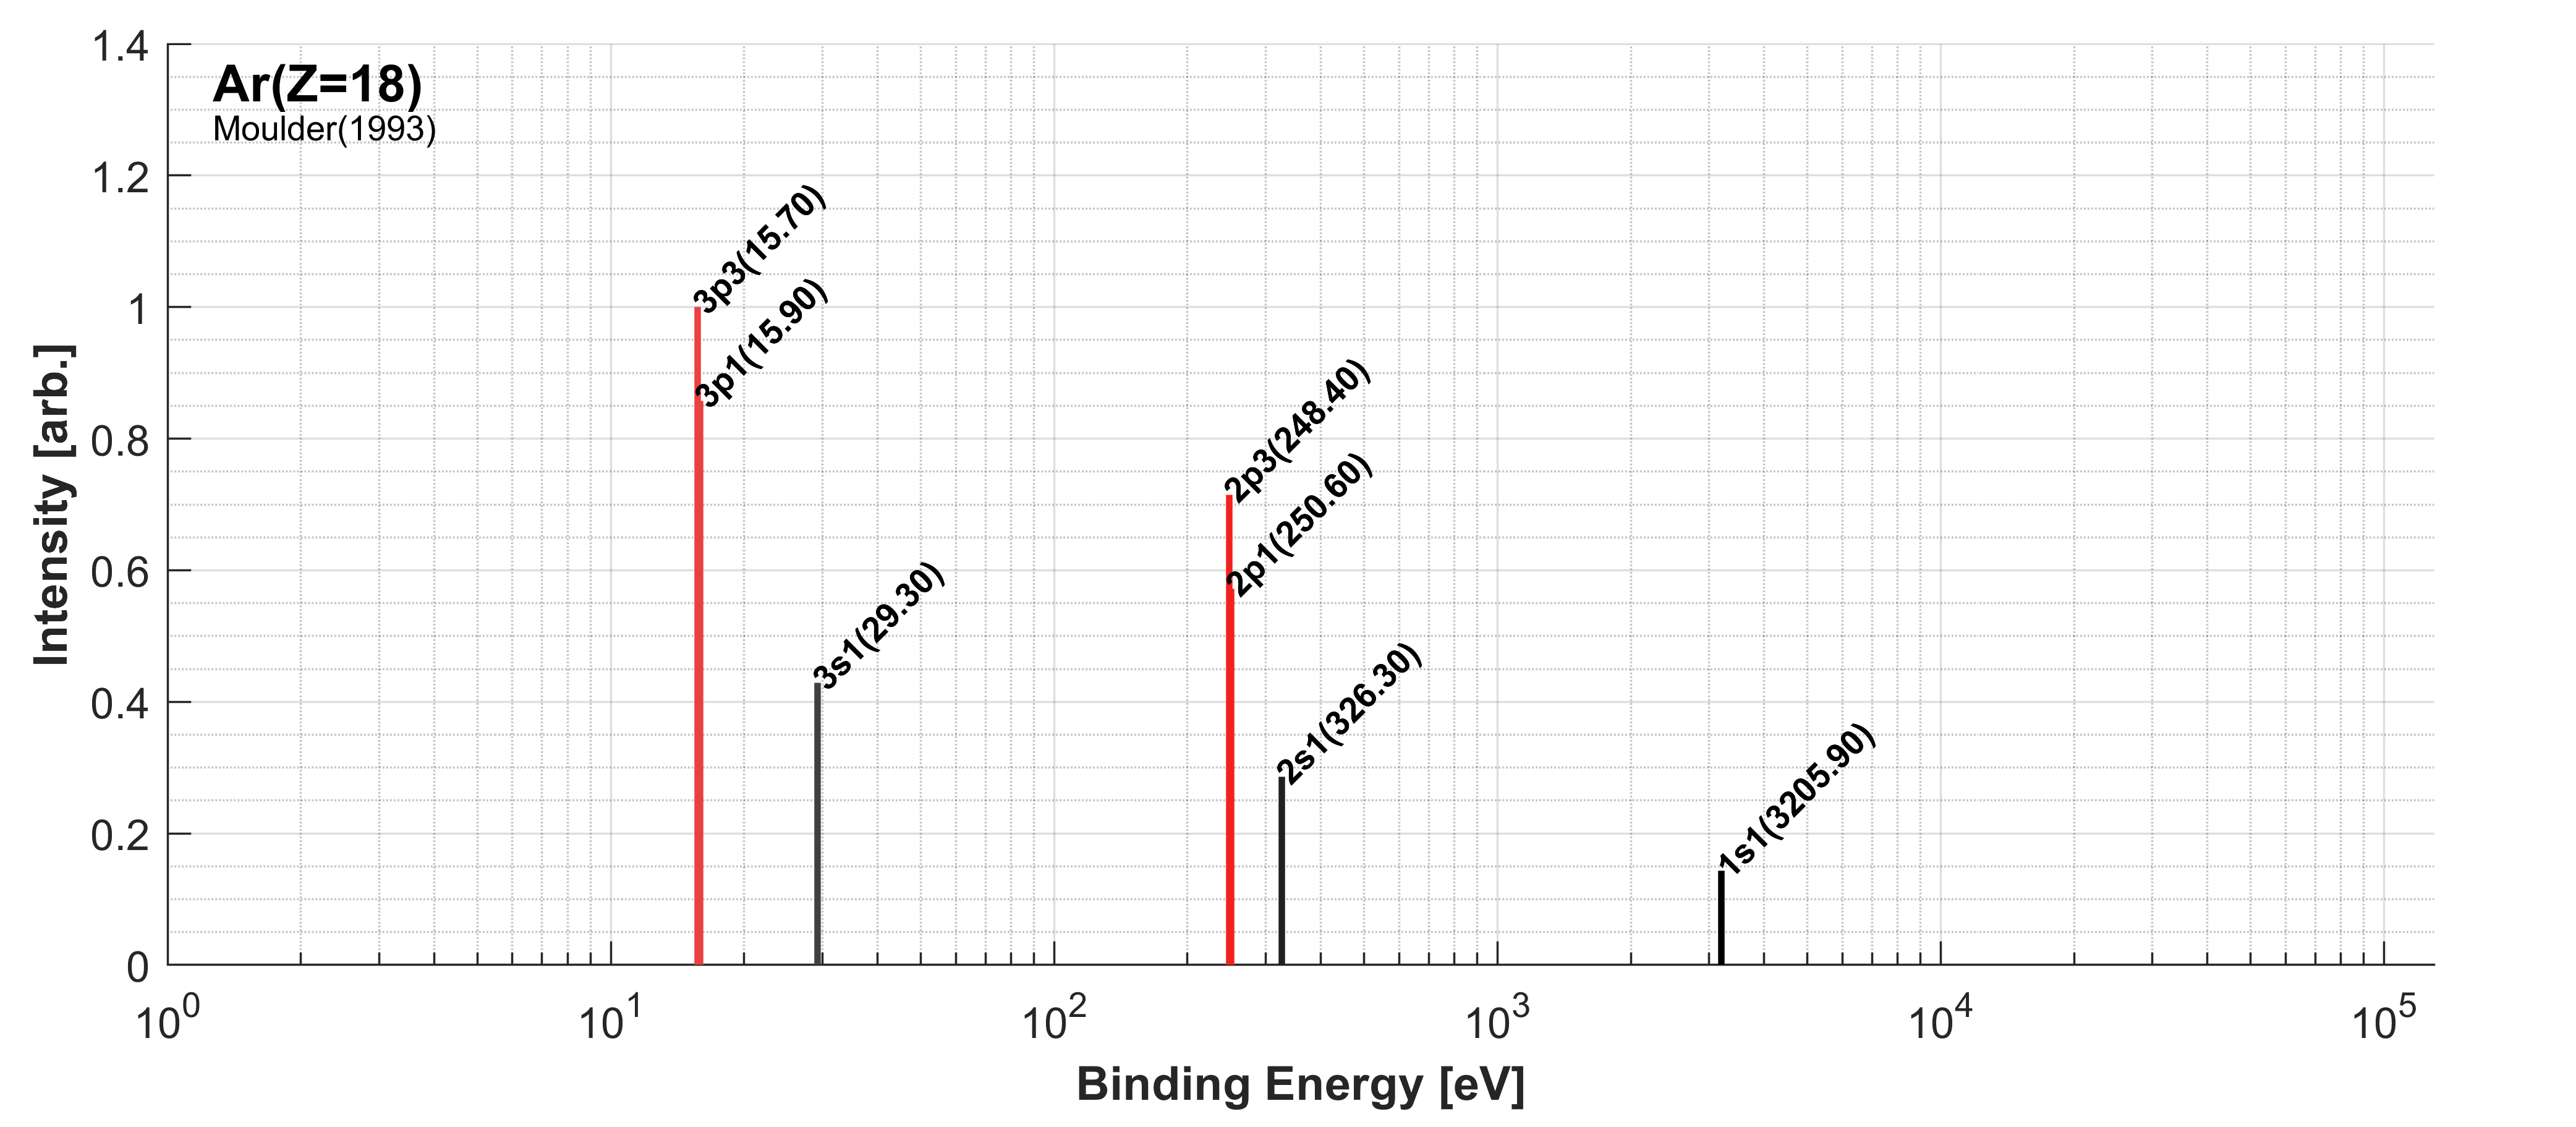 Ar(Z=18)
Moulder(1993)
Intensity [arb.]
1.4
1.2
1
0.8
0.6
0.4
0.2
0
3p3(15.70)
3p1(15.90)
3s1(29.30)
2p3(248.40)
2p1(250.60)
2s1(326.30)
1s1(3205.90)
10^0 10^1 10^2 10^3 10^4 10^5
Binding Energy [eV]